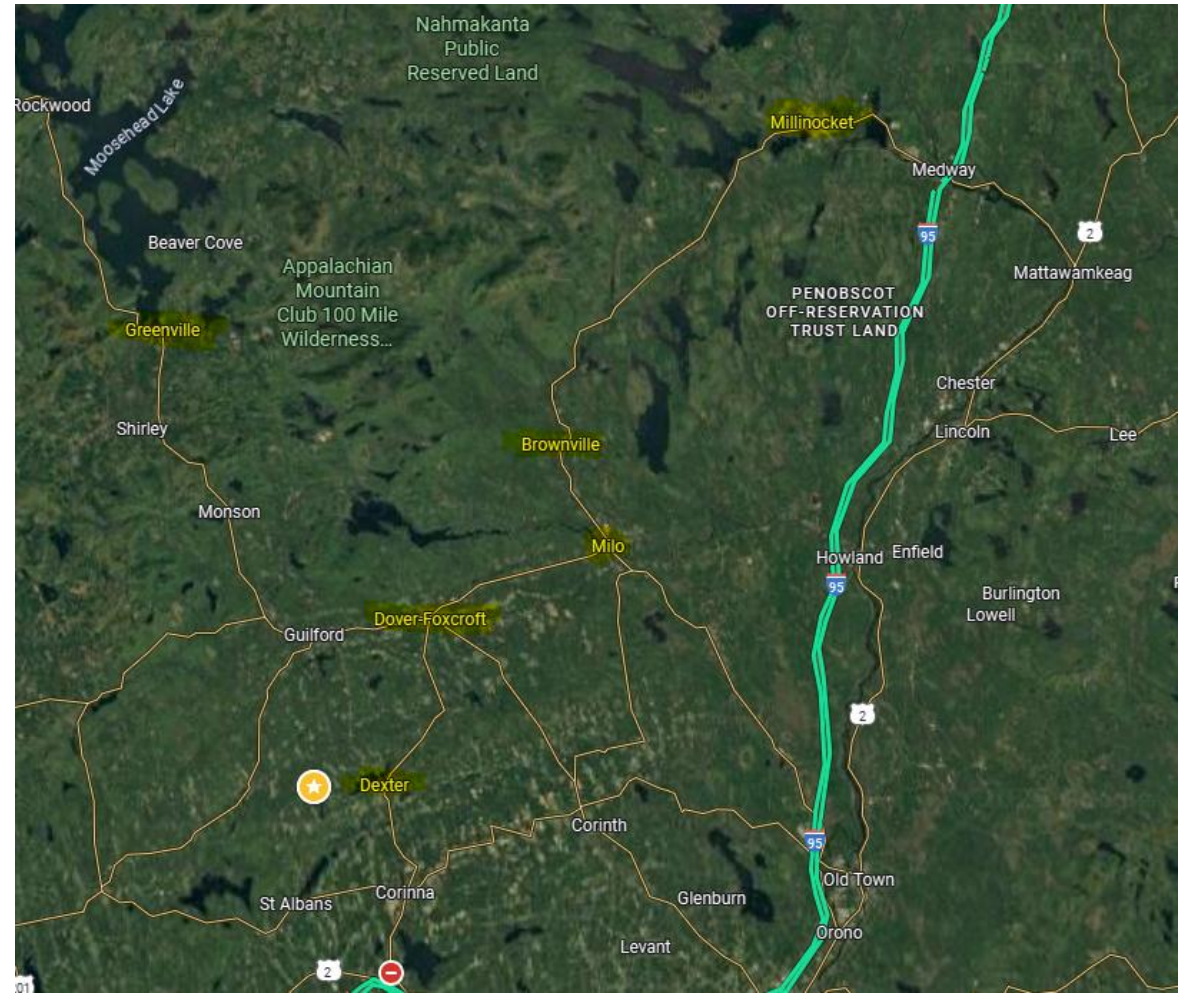 Nahmakanta
Public
Reserved Land
Rockwood
Moosehead Lake
Millinocket
Medway
95
2
Beaver Cove
Mattawamkeag
Appalachian
Mountain
Club 100 Mile
Wilderness...
PENOBSCOT
OFF-RESERVATION
TRUST LAND
Greenville
Chester
Shirley
Lincoln
Lee
Brownville
Monson
Milo
Howland
Enfield
95
Burlington
Lowell
Dover-Foxcroft
Guilford
2
Dexter
Corinth
95
Old Town
St Albans
Corinna
Glenburn
Orono
Levant
2